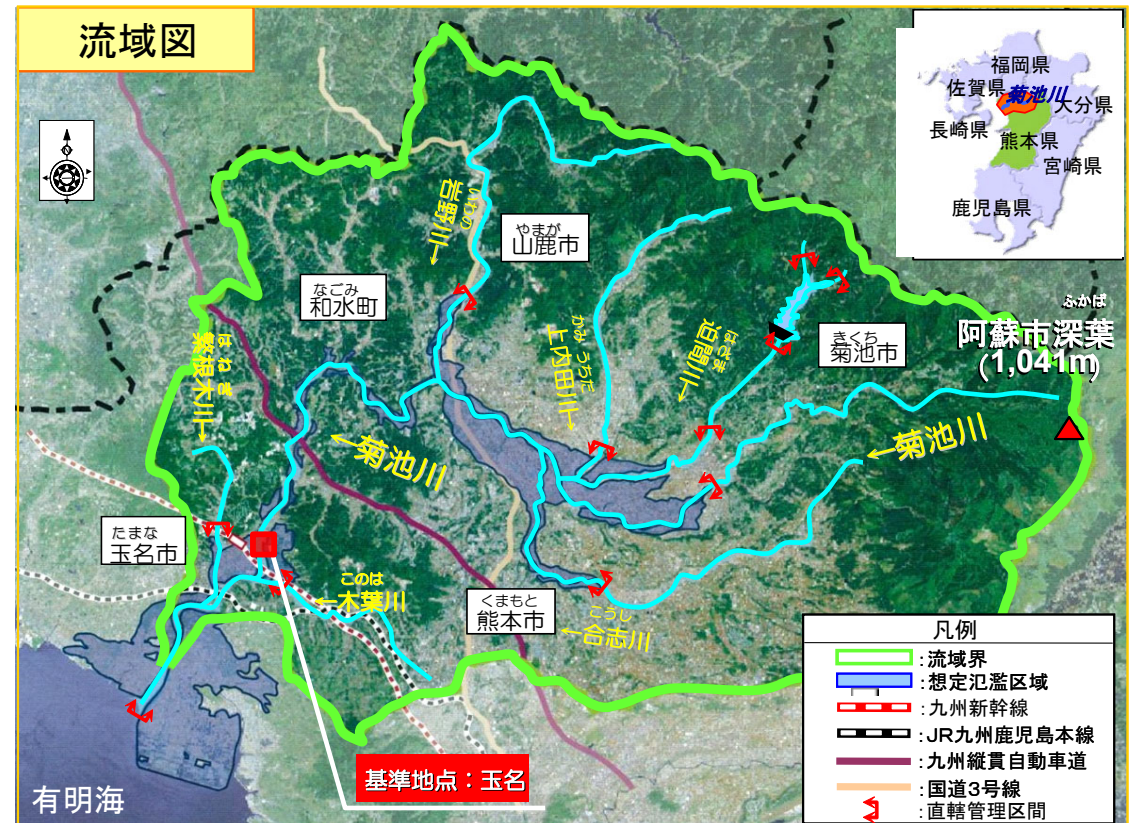 流域図
福岡県
佐賀県
菊池川
大分県
長崎県
熊本県
宮崎県
鹿児島県
いわの
岩野川→
やまが
山鹿市
なごみ
和水町
かみうちだ
上内田川→
はざま
迫間川→
きくち
菊池市
ふかば
阿蘇市深葉
(1,041m)
はねぎ
繁根木川→
←菊池川
←菊池川
たまな
玉名市
このは
←木葉川
くまもと
熊本市
こうし
←合志川
基準地点：玉名
有明海
凡例
:流域界
:想定氾濫区域
:九州新幹線
:JR九州鹿児島本線
:九州縦貫自動車道
:国道3号線
:直轄管理区間